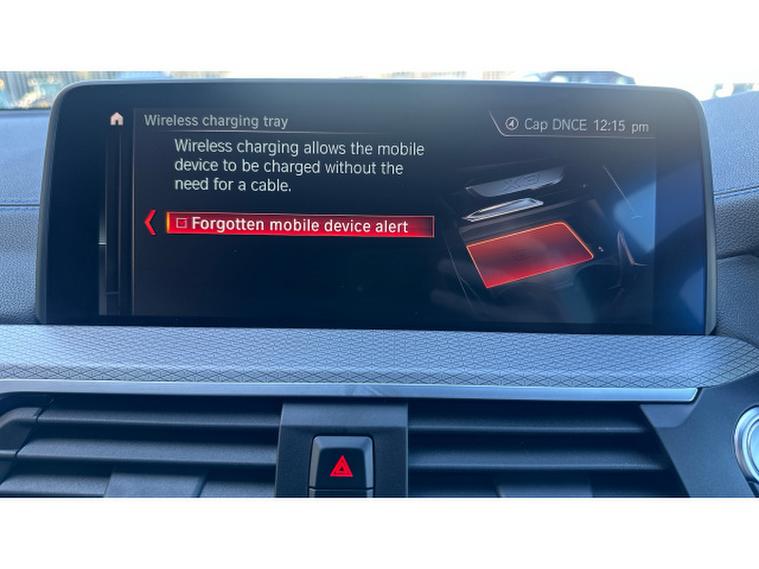 Wireless charging tray
Cap DNCE 12:15 pm
Wireless charging allows the mobile
device to be charged without the
need for a cable.
Forgotten mobile device alert